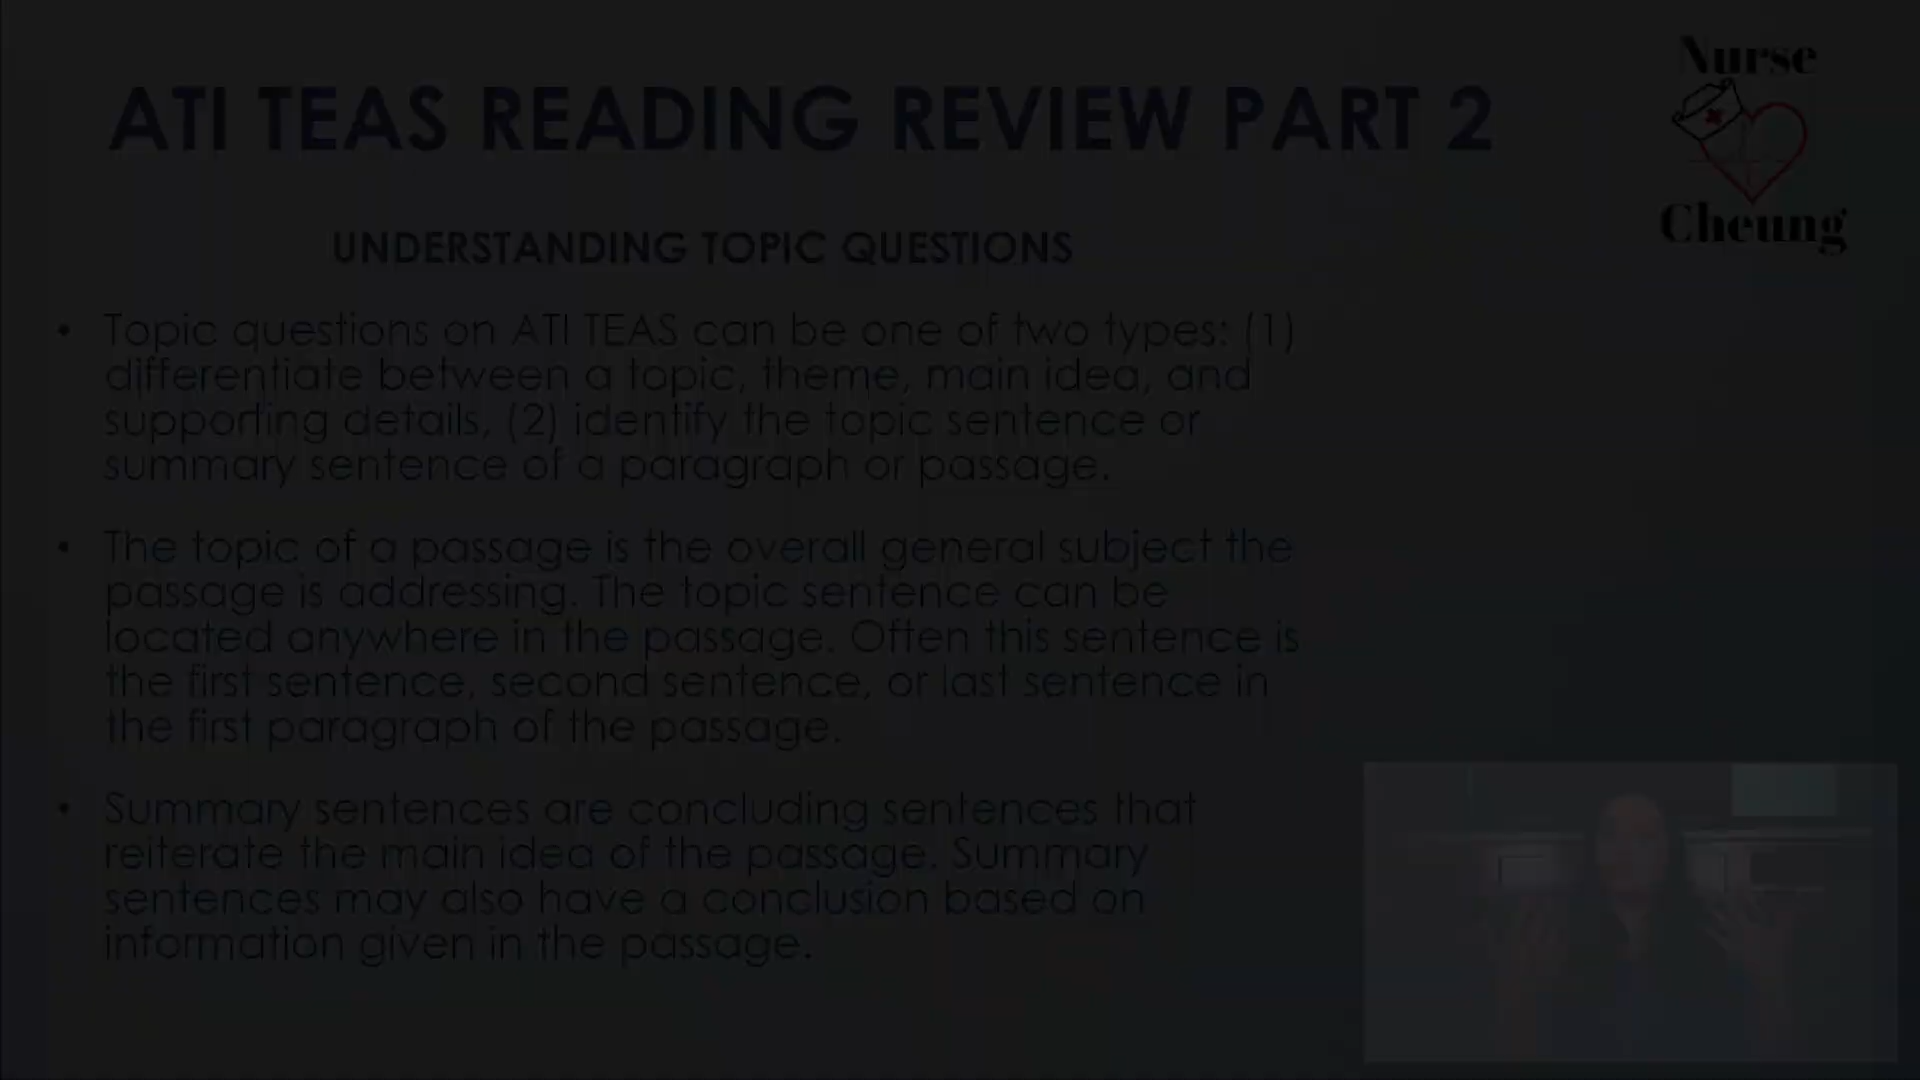 Nurse
ATI TEAS READING REVIEW PART 2
Cheung
UNDERSTANDING TOPIC QUESTIONS
• Topic questions on ATI TEAS can be one of two types: (1)
differentiate between a topic, theme, main idea, and
supporting details, (2) identify the topic sentence or
summary sentence of a paragraph or passage.
• The topic of a passage is the overall general subject the
passage is addressing. The topic sentence can be
located anywhere in the passage. Often this sentence is
the first sentence, second sentence, or last sentence in
the first paragraph of the passage.
• Summary sentences are concluding sentences that
reiterate the main idea of the passage. Summary
sentences may also have a conclusion based on
information given in the passage.